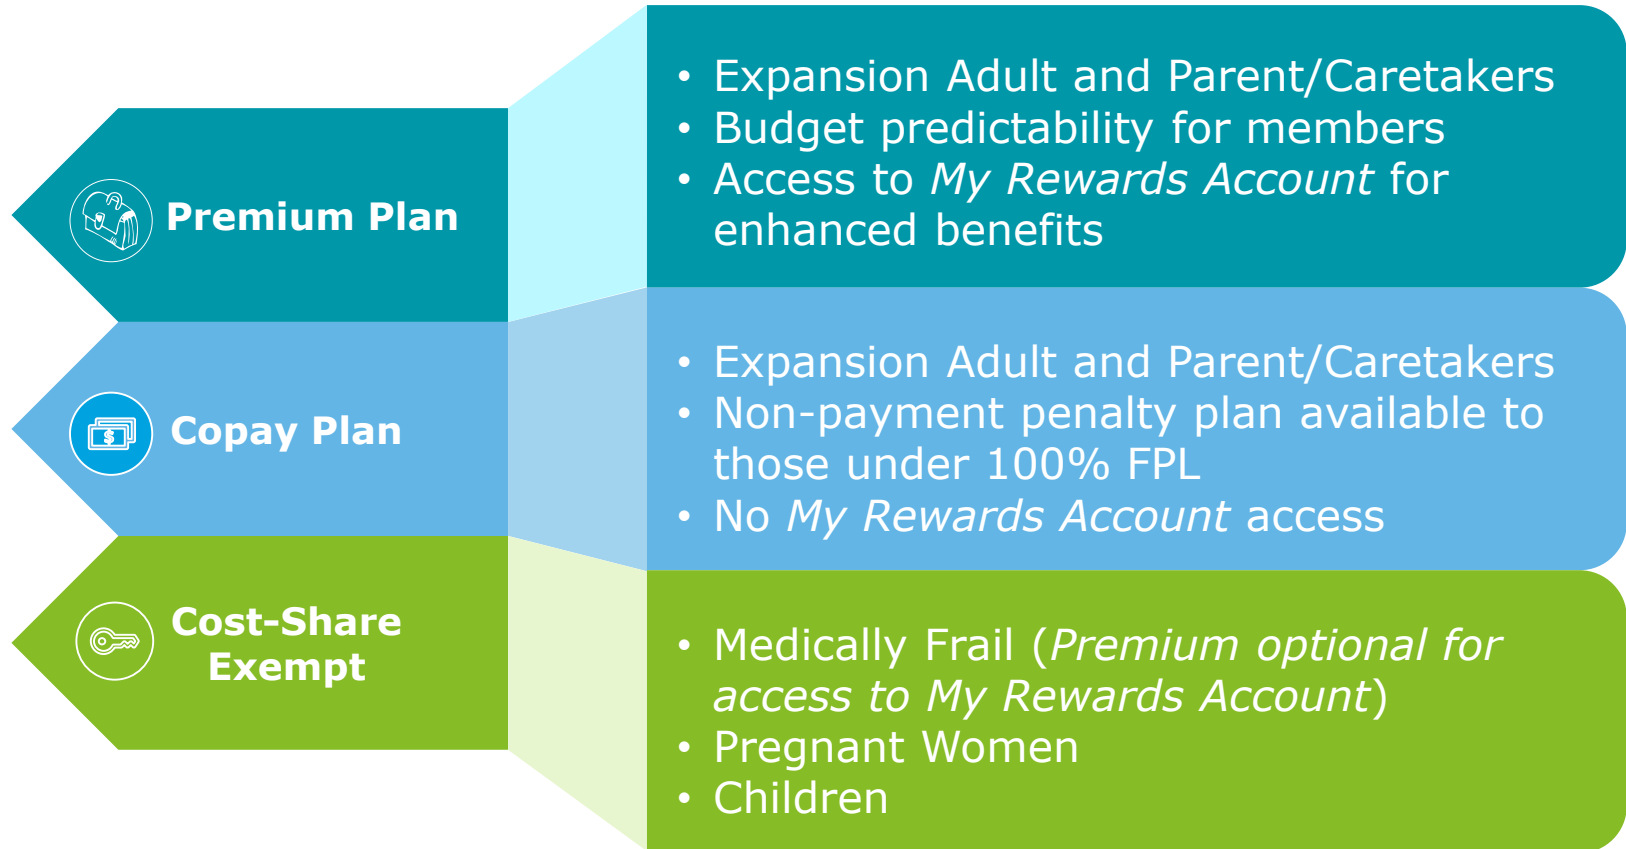 Premium Plan
• Expansion Adult and Parent/Caretakers
• Budget predictability for members
• Access to My Rewards Account for
enhanced benefits
Copay Plan
• Expansion Adult and Parent/Caretakers
• Non-payment penalty plan available to
those under 100% FPL
• No My Rewards Account access
Cost-Share
Exempt
• Medically Frail (Premium optional for
access to My Rewards Account)
• Pregnant Women
• Children